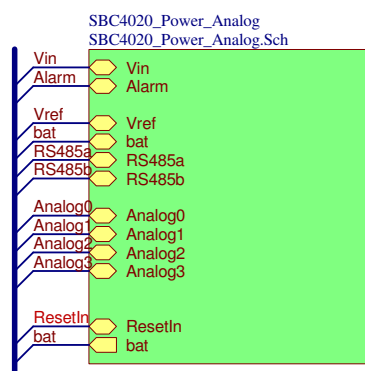 SBC4020_Power_Analog
SBC4020_Power_Analog.Sch
Vin Vin
Alarm Alarm
Vref Vref
bat bat
RS485a RS485a
RS485b RS485b
Analog0 Analog0
Analog1 Analog1
Analog2 Analog2
Analog3 Analog3
ResetIn ResetIn
bat bat